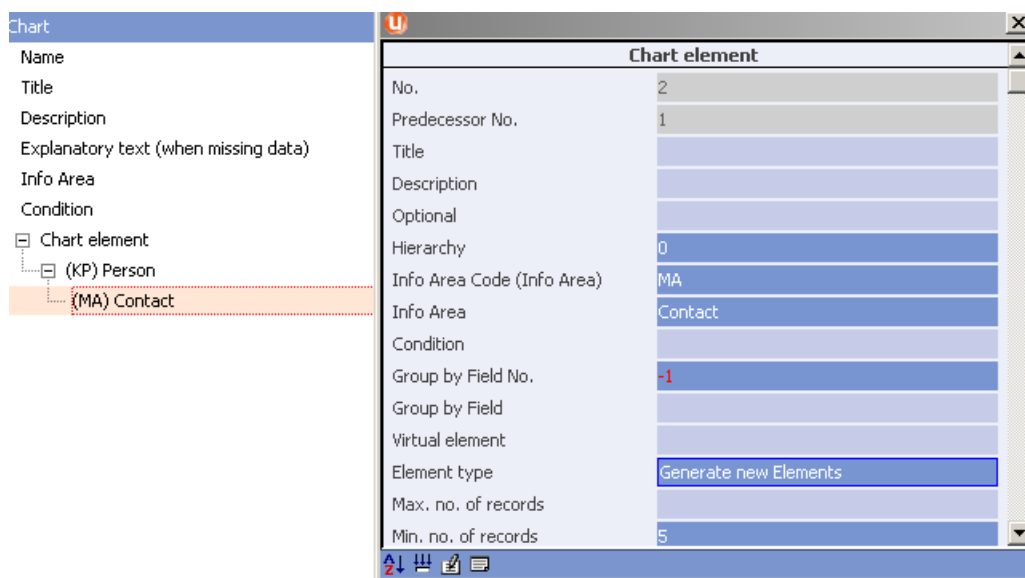 Chart
Name
Title
Description
Explanatory text (when missing data)
Info Area
Condition
Chart element
(KP) Person
(MA) Contact
Chart element
No. 2
Predecessor No. 1
Title
Description
Optional
Hierarchy 0
Info Area Code (Info Area) MA
Info Area Contact
Condition
Group by Field No. -1
Group by Field
Virtual element
Element type Generate new Elements
Max. no. of records
Min. no. of records 5